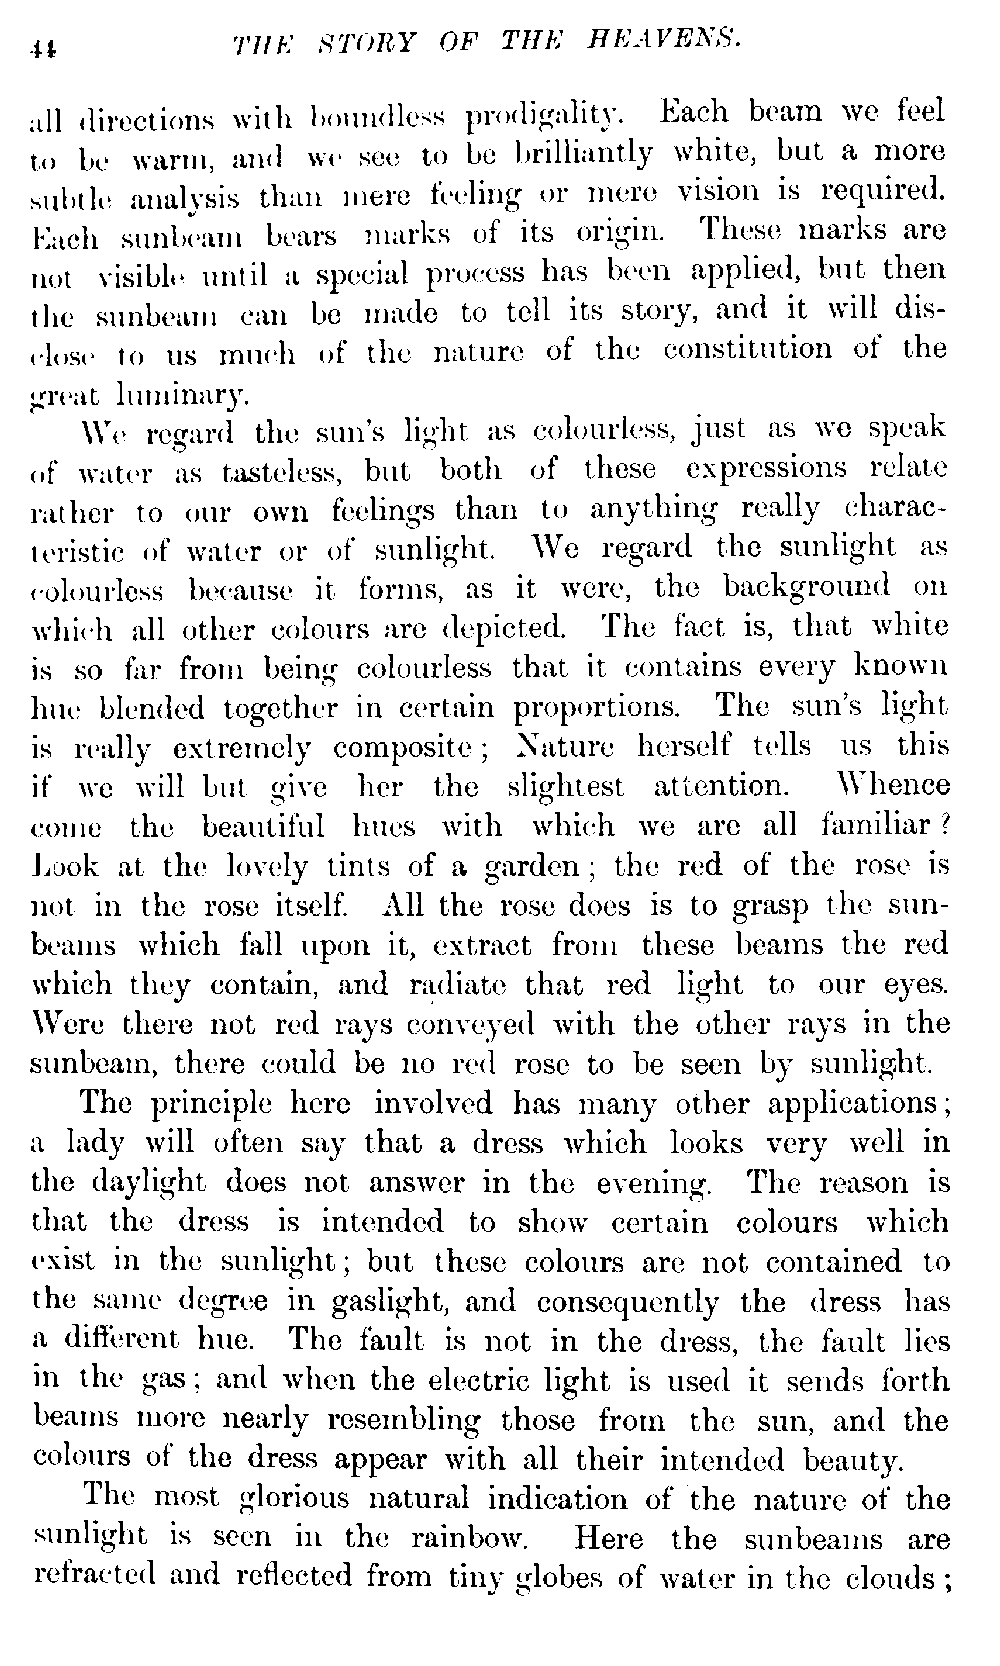 44 THE STORY OF THE HEAVENS.
all directions with boundless prodigality. Each beam we feel
to be warm, and we see to be brilliantly white, but a more
subtle analysis than mere feeling or mere vision is required.
Each sunbeam bears marks of its origin. These marks are
not visible until a special process has been applied, but then
the sunbeam can be made to tell its story, and it will dis-
close to us much of the nature of the constitution of the
great luminary.
We regard the sun's light as colourless, just as we speak
of water as tasteless, but both of these expressions relate
rather to our own feelings than to anything really charac-
teristic of water or of sunlight. We regard the sunlight as
colourless because it forms, as it were, the background on
which all other colours are depicted. The fact is, that white
is so far from being colourless that it contains every known
hue blended together in certain proportions. The sun's light
is really extremely composite; Nature herself tells us this
if we will but give her the slightest attention. Whence
come the beautiful hues with which we are all familiar?
Look at the lovely tints of a garden; the red of the rose is
not in the rose itself. All the rose does is to grasp the sun-
beams which fall upon it, extract from these beams the red
which they contain, and radiate that red light to our eyes.
Were there not red rays conveyed with the other rays in the
sunbeam, there could be no red rose to be seen by sunlight.
The principle here involved has many other applications;
a lady will often say that a dress which looks very well in
the daylight does not answer in the evening. The reason is
that the dress is intended to show certain colours which
exist in the sunlight; but these colours are not contained to
the same degree in gaslight, and consequently the dress has
a different hue. The fault is not in the dress, the fault lies
in the gas; and when the electric light is used it sends forth
beams more nearly resembling those from the sun, and the
colours of the dress appear with all their intended beauty.
The most glorious natural indication of the nature of the
sunlight is seen in the rainbow. Here the sunbeams are
refracted and reflected from tiny globes of water in the clouds;